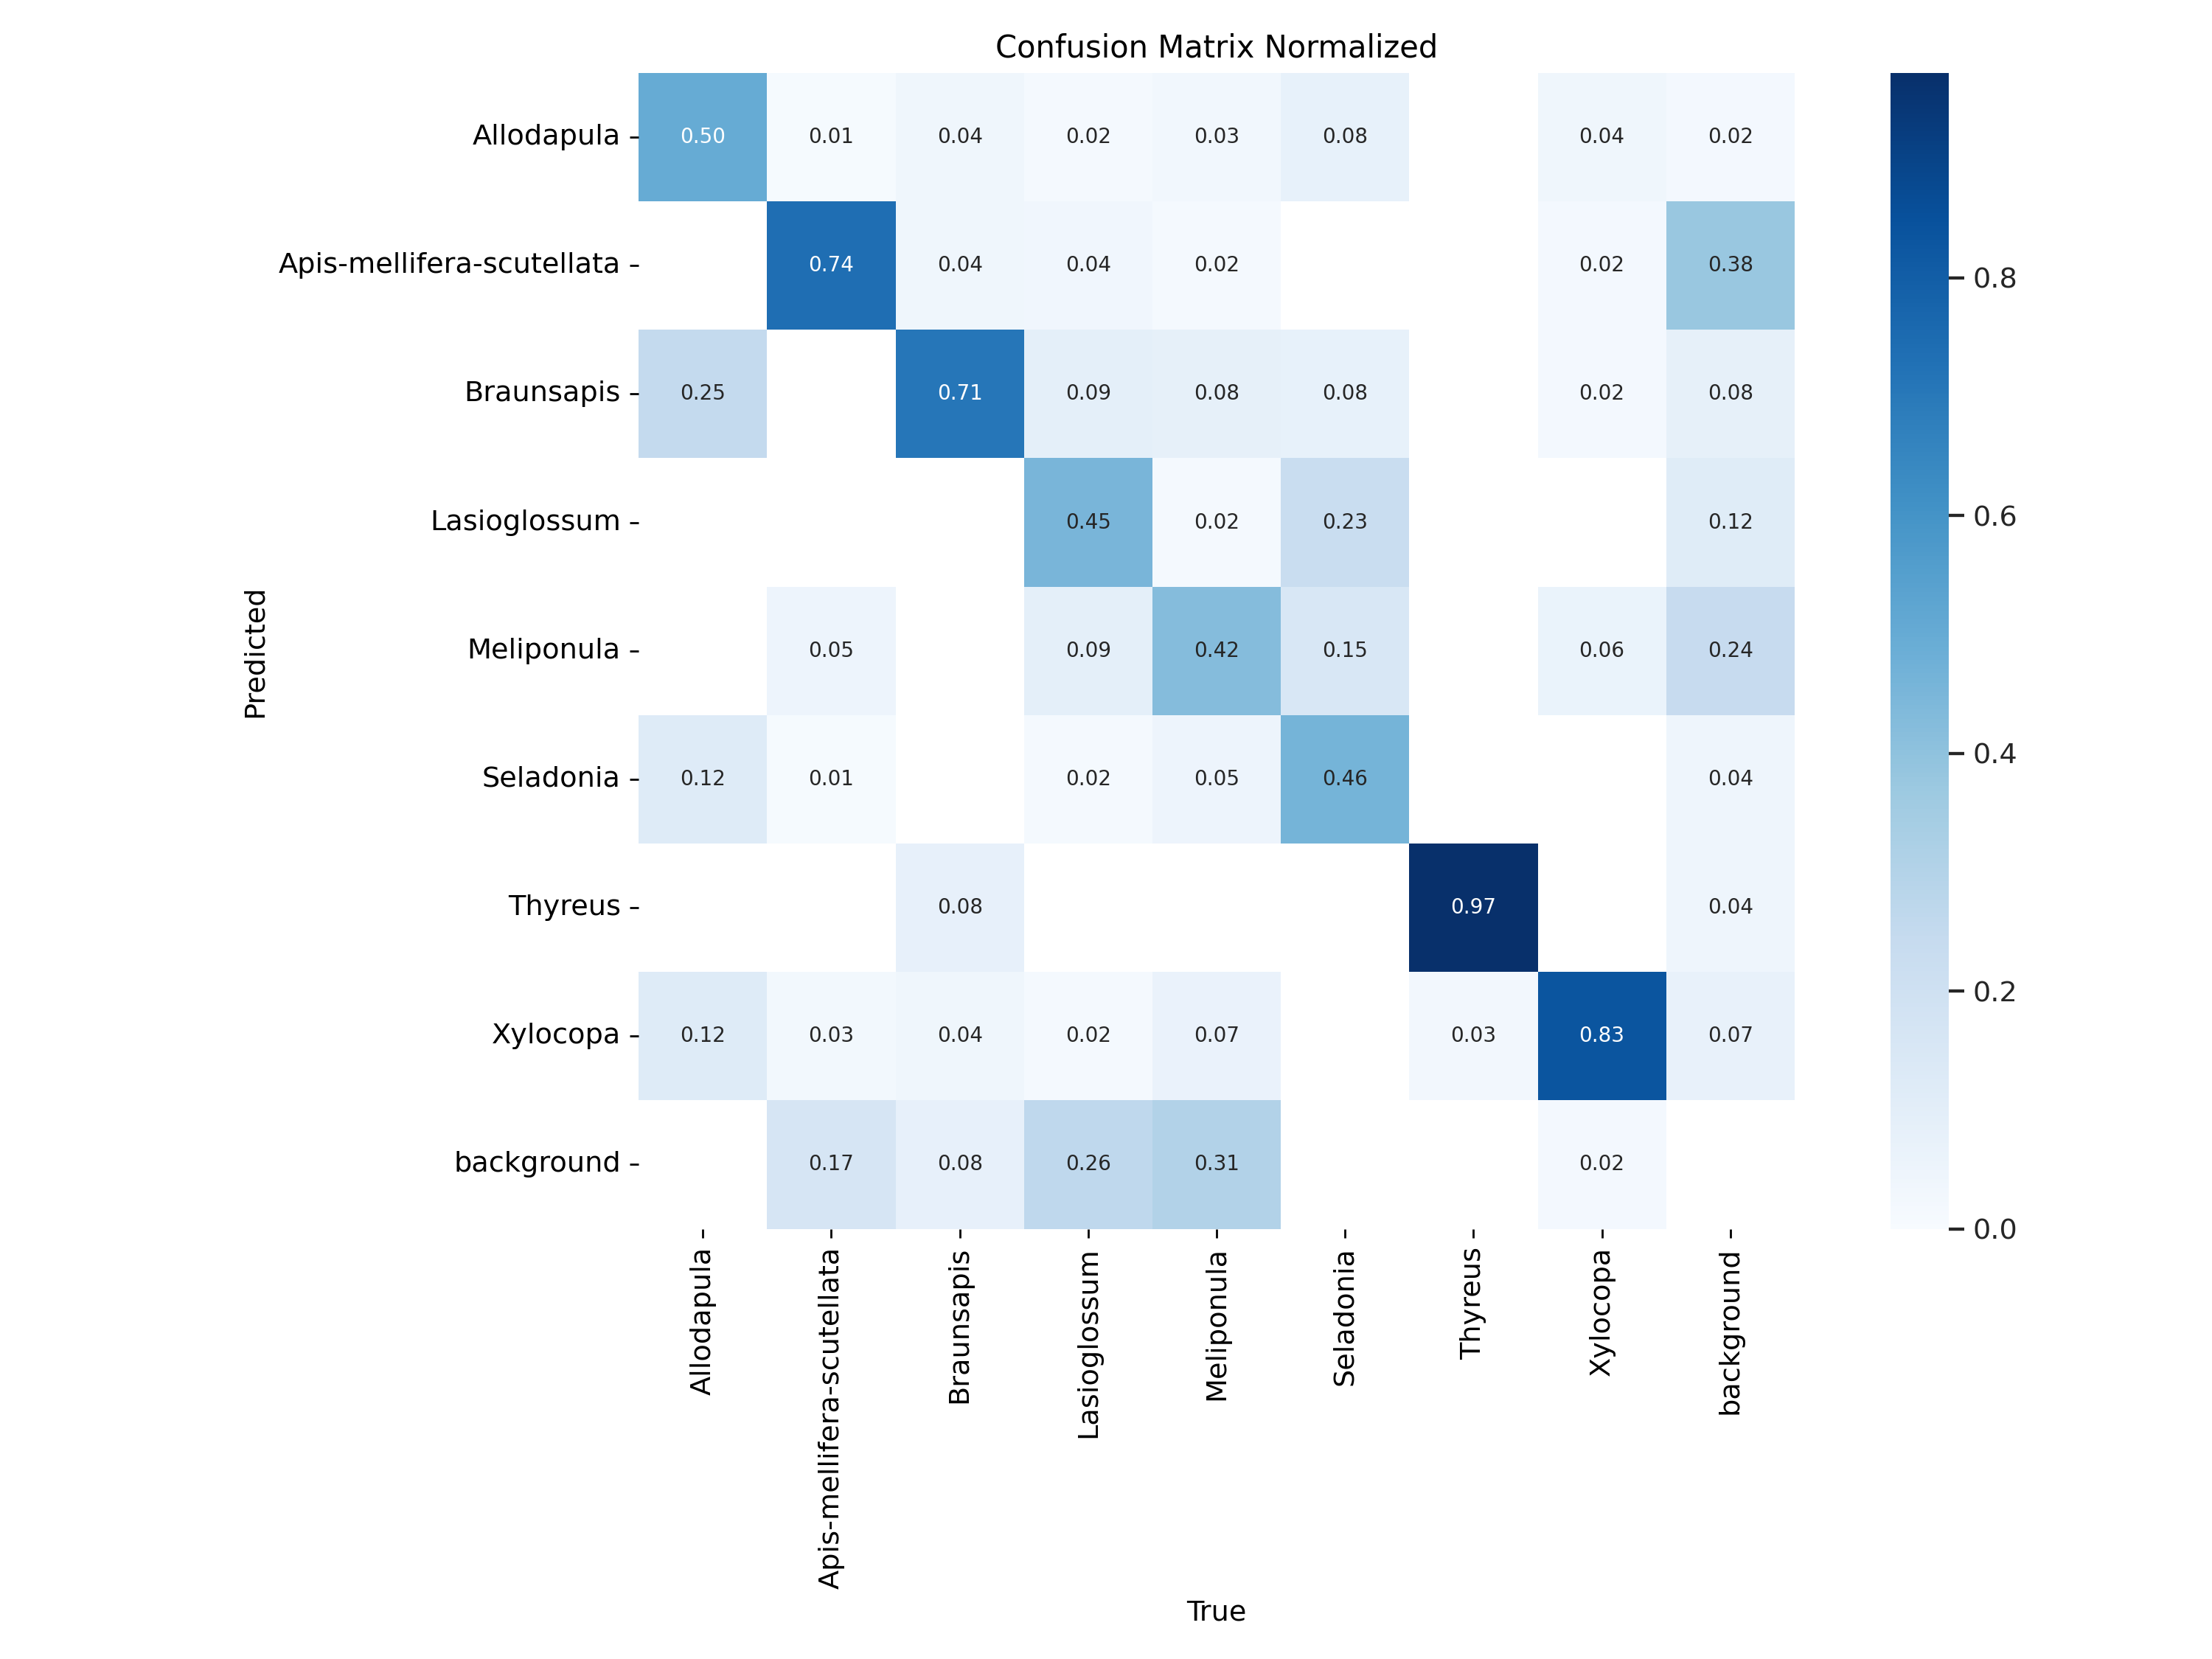 Confusion Matrix Normalized
Allodapula 0.50 0.01 0.04 0.02 0.03 0.08 0.04 0.02
Apis-mellifera-scutellata 0.74 0.04 0.04 0.02 0.02 0.38
Braunsapis 0.25 0.71 0.09 0.08 0.08 0.02 0.08
Lasioglossum 0.45 0.02 0.23 0.12
Meliponula 0.05 0.09 0.42 0.15 0.06 0.24
Seladonia 0.12 0.01 0.02 0.05 0.46 0.04
Thyreus 0.08 0.97 0.04
Xylocopa 0.12 0.03 0.04 0.02 0.07 0.03 0.83 0.07
background 0.17 0.08 0.26 0.31 0.02
Predicted
Allodapula
Apis-mellifera-scutellata
Braunsapis
Lasioglossum
Meliponula
Seladonia
Thyreus
Xylocopa
background
True
0.8
0.6
0.4
0.2
0.0